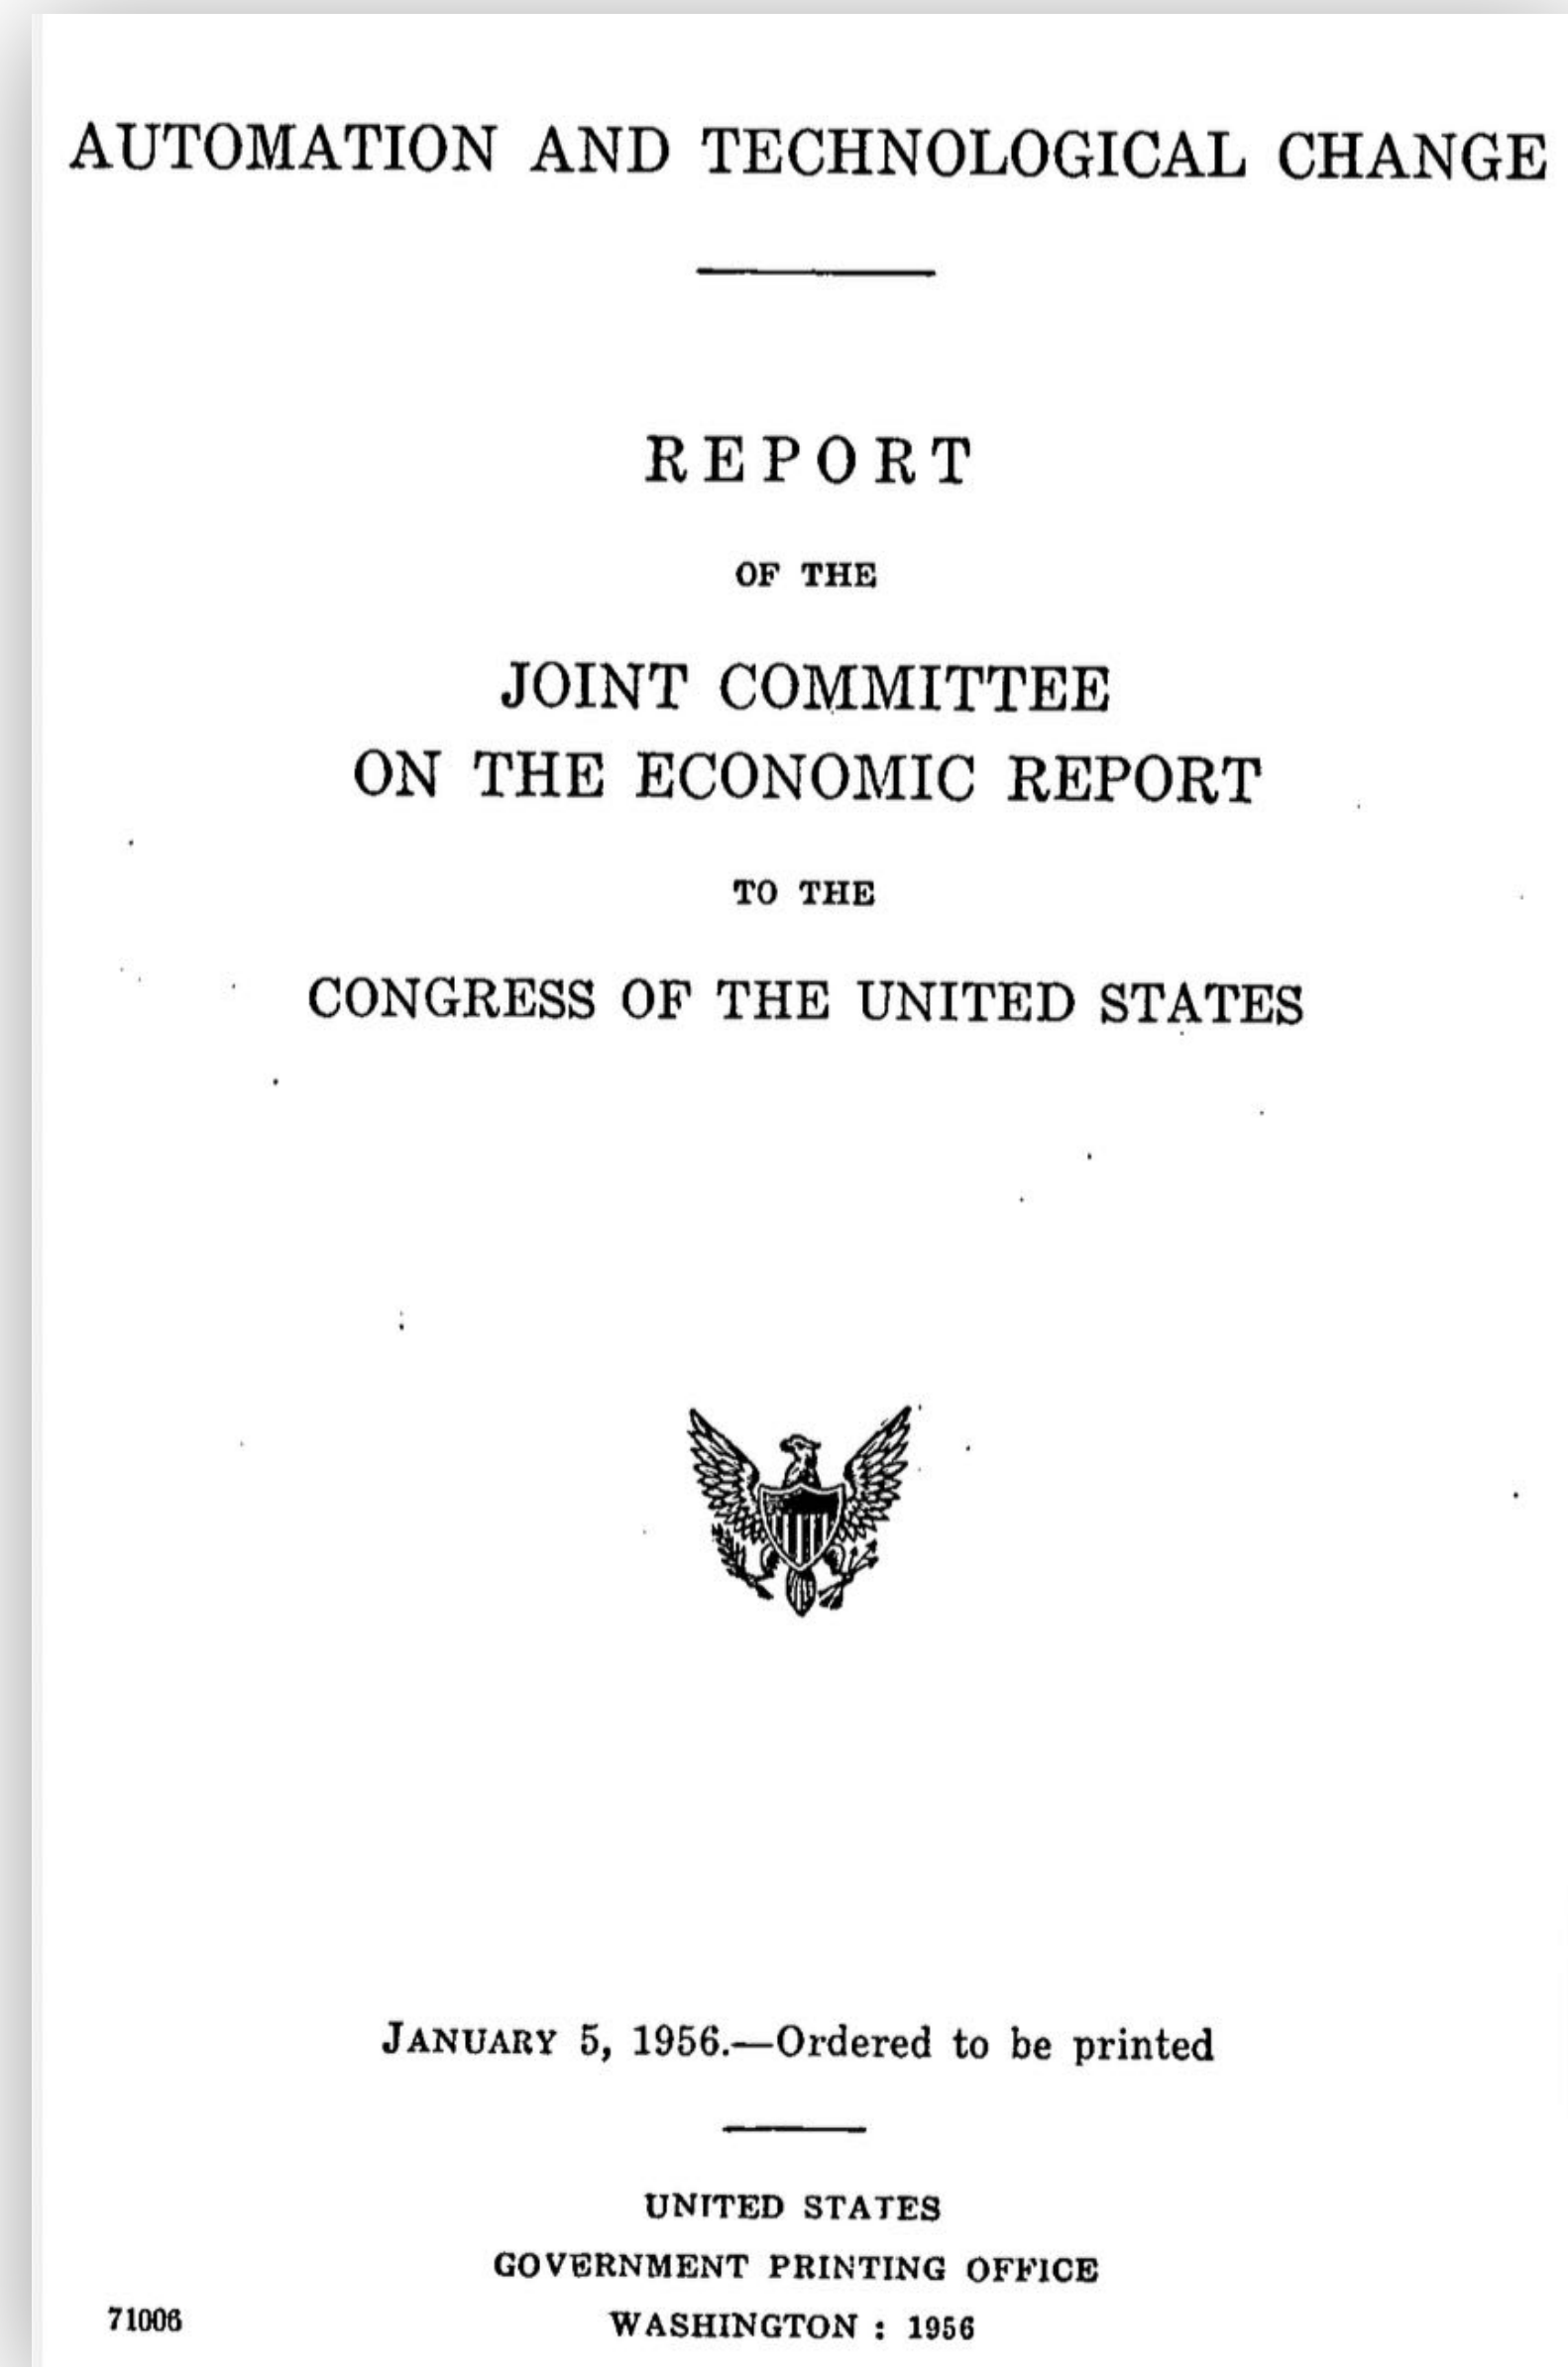 AUTOMATION AND TECHNOLOGICAL CHANGE
REPORT
OF THE
JOINT COMMITTEE
ON THE ECONOMIC REPORT
TO THE
CONGRESS OF THE UNITED STATES
JANUARY 5, 1956.—Ordered to be printed
UNITED STATES
GOVERNMENT PRINTING OFFICE
71006 WASHINGTON : 1956